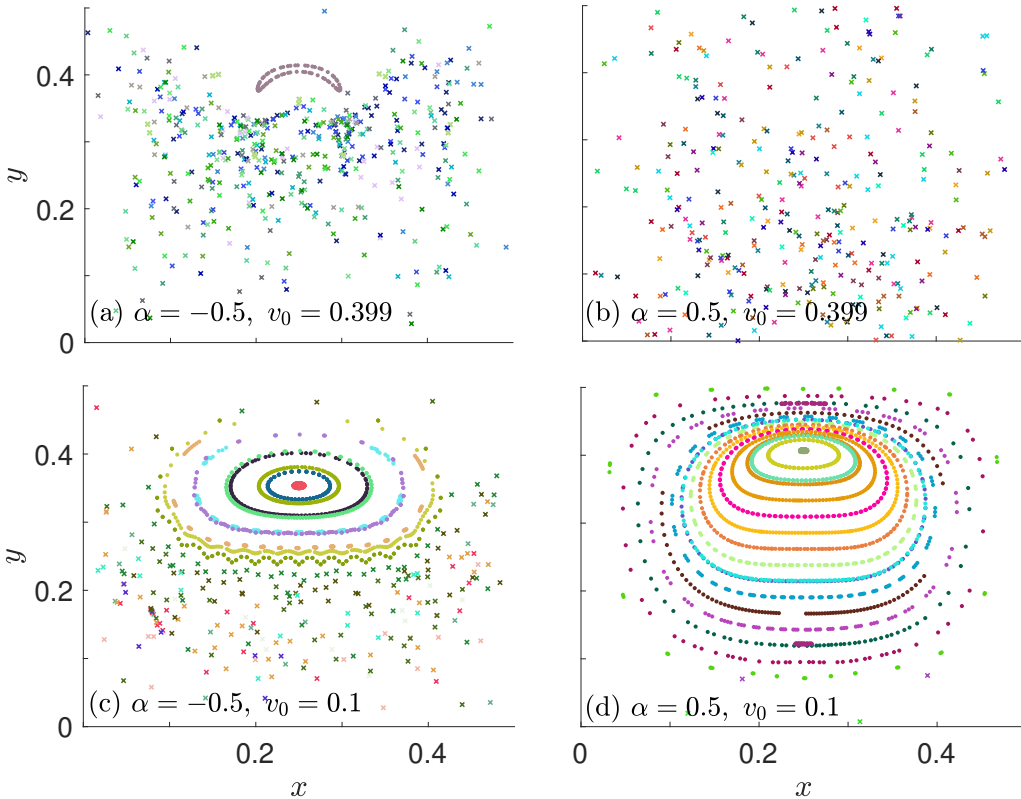 0.4
y
0.2
0
(a) α = −0.5, v₀ = 0.399
(b) α = 0.5, v₀ = 0.399
0.4
y
0.2
0
(c) α = −0.5, v₀ = 0.1
(d) α = 0.5, v₀ = 0.1
0.2
0.4
0
0.2
0.4
x
x